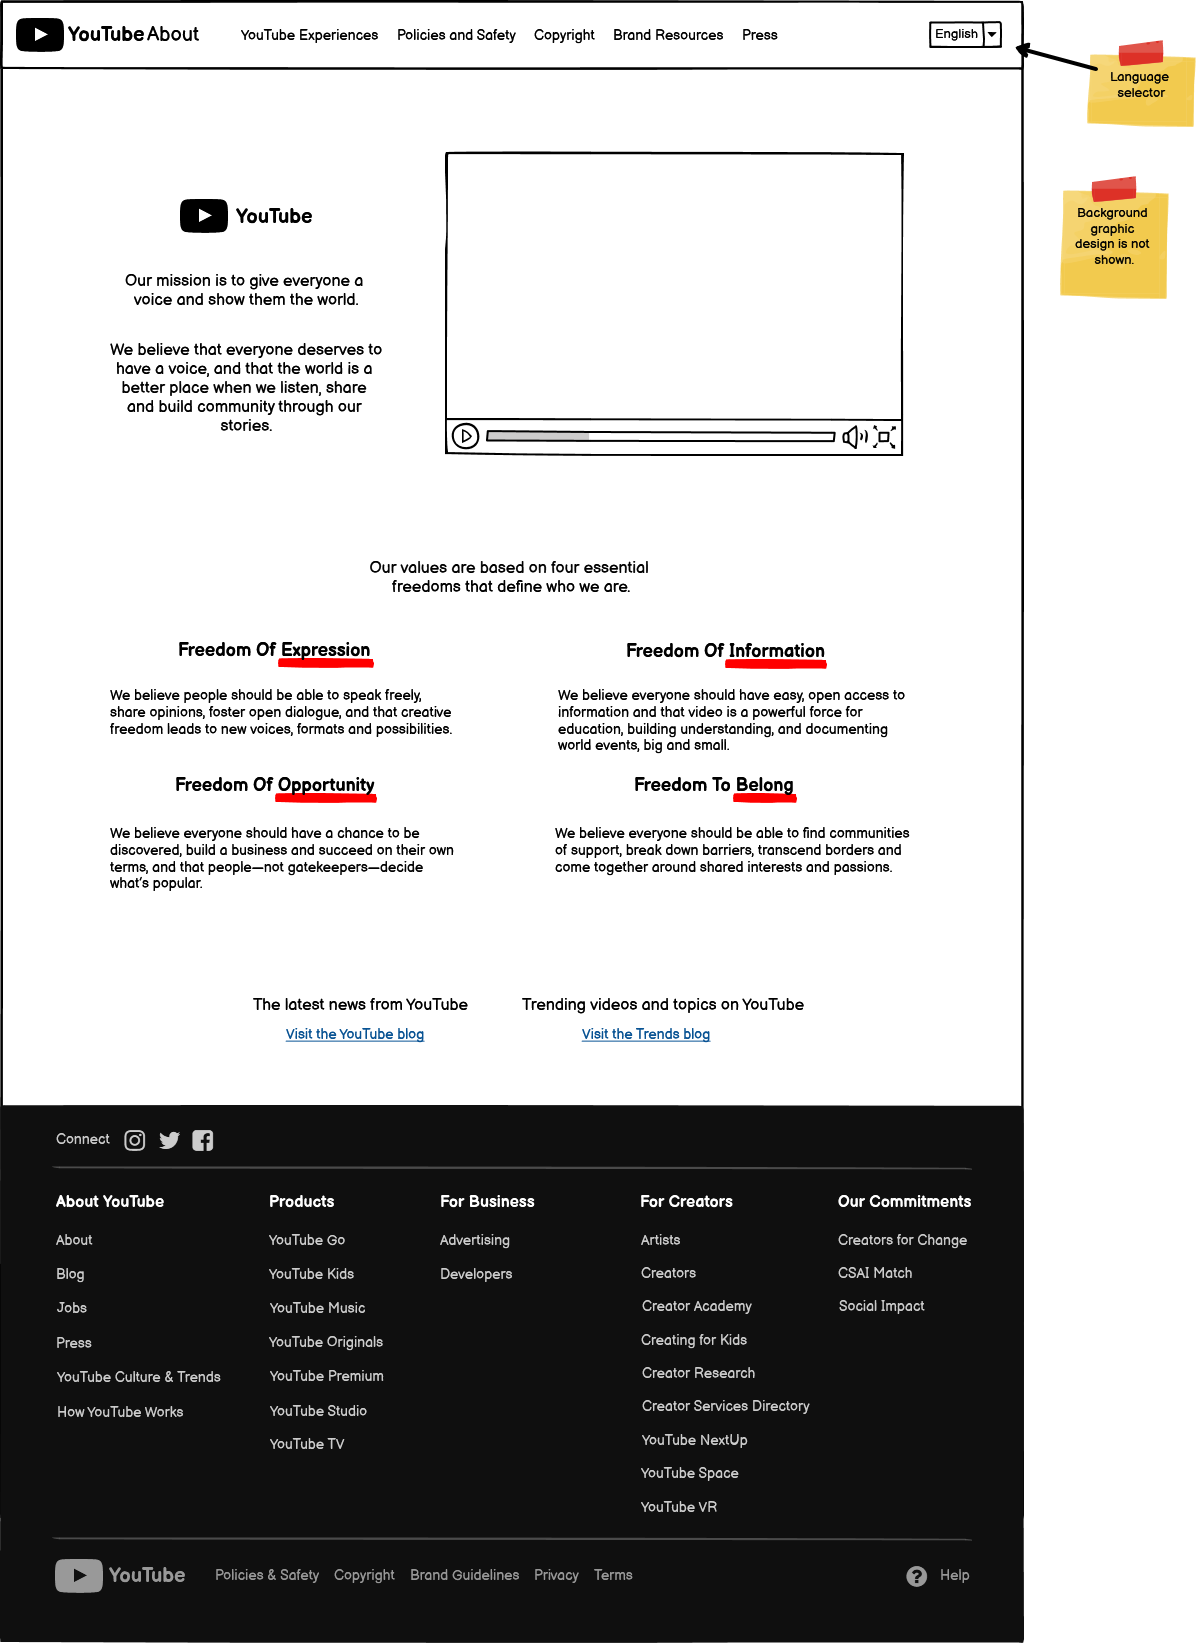 YouTube About
YouTube Experiences
Policies and Safety
Copyright
Brand Resources
Press
English
Language
selector
Background
graphic
design is not
shown.
YouTube
Our mission is to give everyone a
voice and show them the world.
We believe that everyone deserves to
have a voice, and that the world is a
better place when we listen, share
and build community through our
stories.
Our values are based on four essential
freedoms that define who we are.
Freedom Of Expression
We believe people should be able to speak freely,
share opinions, foster open dialogue, and that creative
freedom leads to new voices, formats and possibilities.
Freedom Of Information
We believe everyone should have easy, open access to
information and that video is a powerful force for
education, building understanding, and documenting
world events, big and small.
Freedom Of Opportunity
We believe everyone should have a chance to be
discovered, build a business and succeed on their own
terms, and that people—not gatekeepers—decide
what's popular.
Freedom To Belong
We believe everyone should be able to find communities
of support, break down barriers, transcend borders and
come together around shared interests and passions.
The latest news from YouTube
Visit the YouTube blog
Trending videos and topics on YouTube
Visit the Trends blog
Connect
About YouTube
About
Blog
Jobs
Press
YouTube Culture & Trends
How YouTube Works
Products
YouTube Go
YouTube Kids
YouTube Music
YouTube Originals
YouTube Premium
YouTube Studio
YouTube TV
For Business
Advertising
Developers
For Creators
Artists
Creators
Creator Academy
Creating for Kids
Creator Research
Creator Services Directory
YouTube NextUp
YouTube Space
YouTube VR
Our Commitments
Creators for Change
CSAI Match
Social Impact
YouTube
Policies & Safety
Copyright
Brand Guidelines
Privacy
Terms
Help